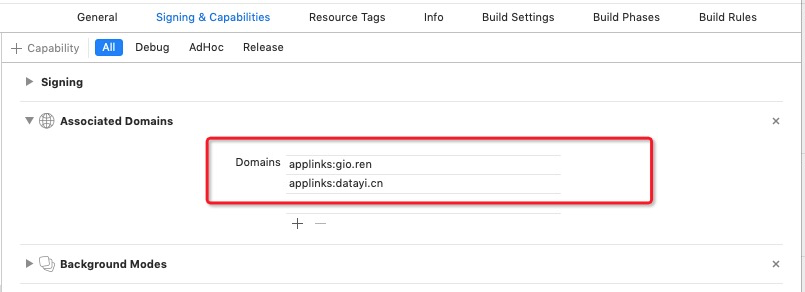 General Signing & Capabilities Resource Tags Info Build Settings Build Phases Build Rules
+ Capability All Debug AdHoc Release
Signing
Associated Domains ×
Domains applinks:gio.ren
applinks:datayi.cn
+ −
Background Modes ×